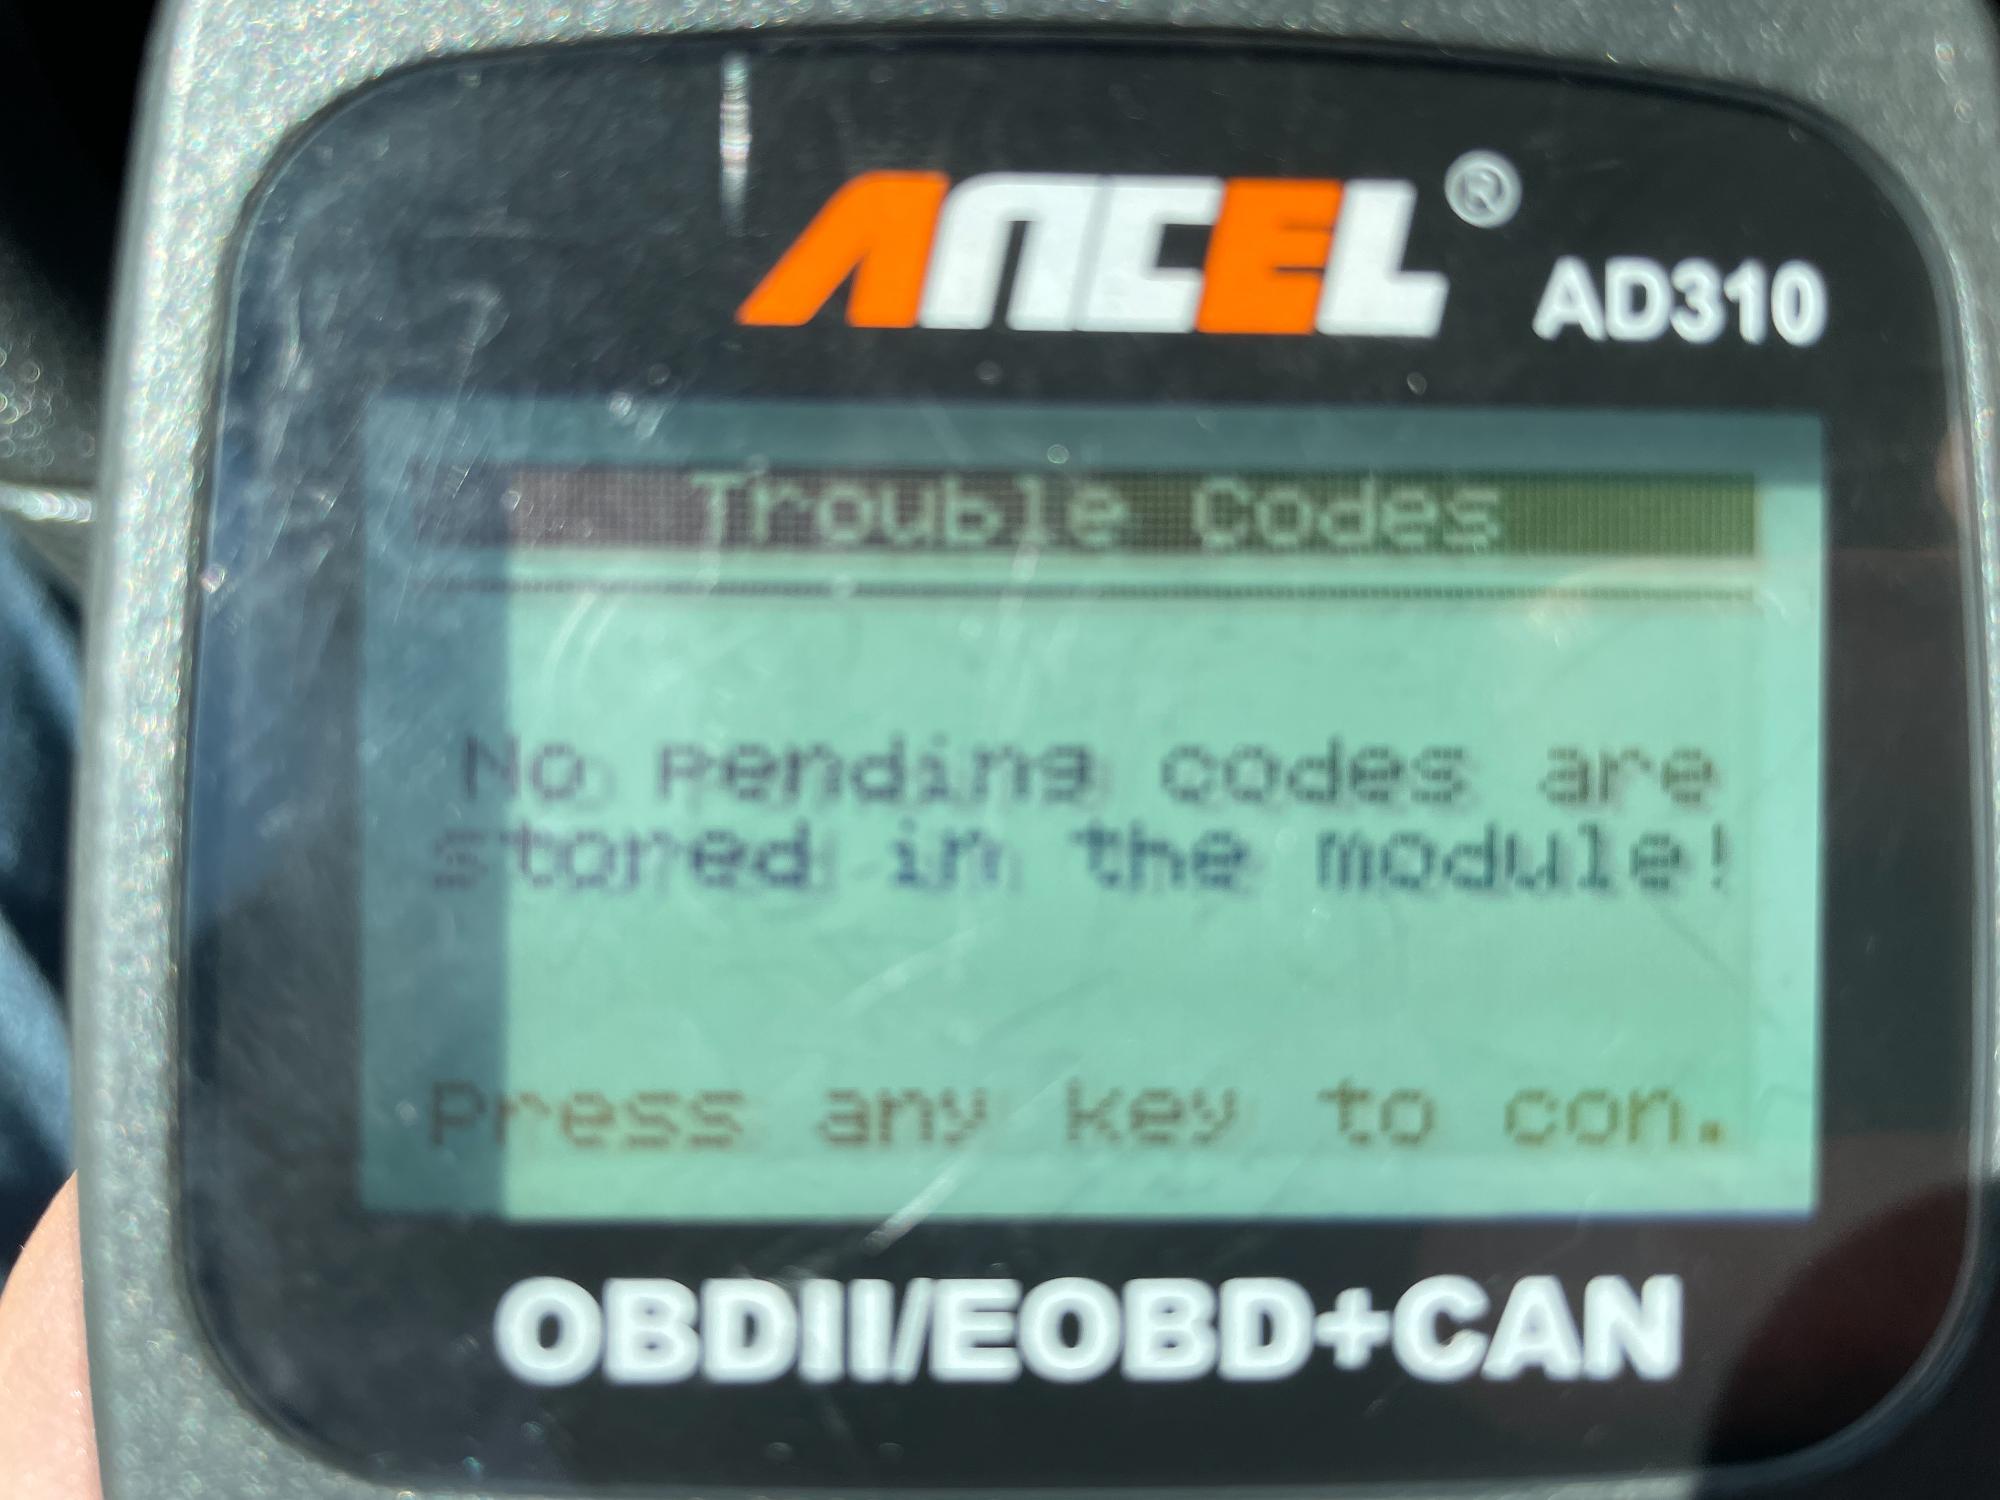 ANCEL®
AD310
Trouble Codes
No pending codes are
stored in the module!
Press any key to con.
OBDII/EOBD+CAN